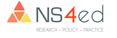 NS4ed
RESEARCH • POLICY • PRACTICE